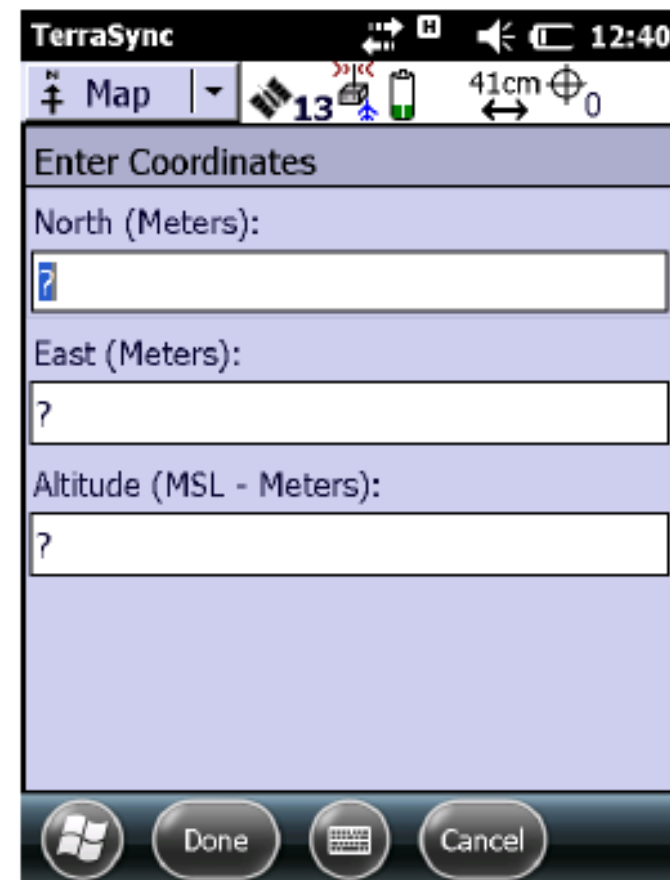 TerraSync H 12:40
N Map 13 41cm 0
Enter Coordinates
North (Meters):
?
East (Meters):
?
Altitude (MSL - Meters):
?
Done Cancel